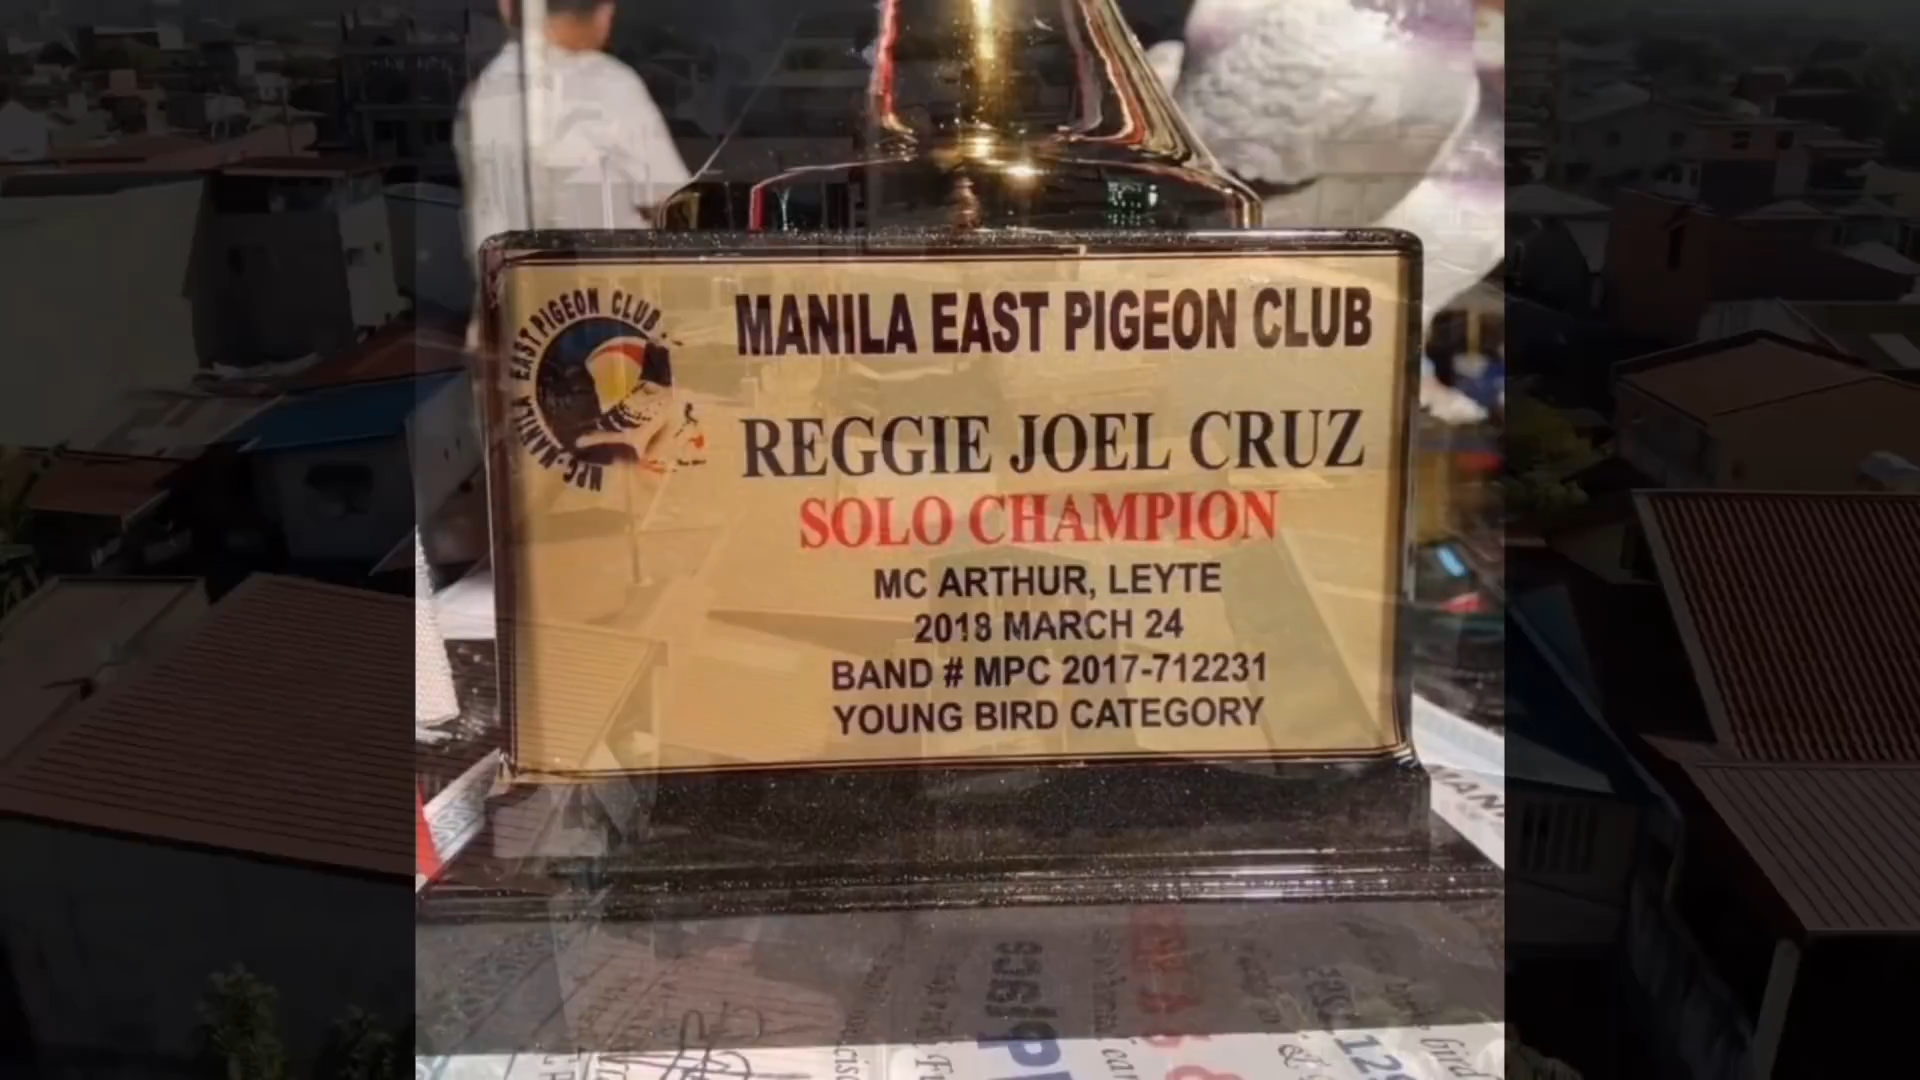 MANILA EAST PIGEON CLUB
MPC-MANILA EAST PIGEON CLUB
REGGIE JOEL CRUZ
SOLO CHAMPION
MC ARTHUR, LEYTE
2018 MARCH 24
BAND # MPC 2017-712231
YOUNG BIRD CATEGORY